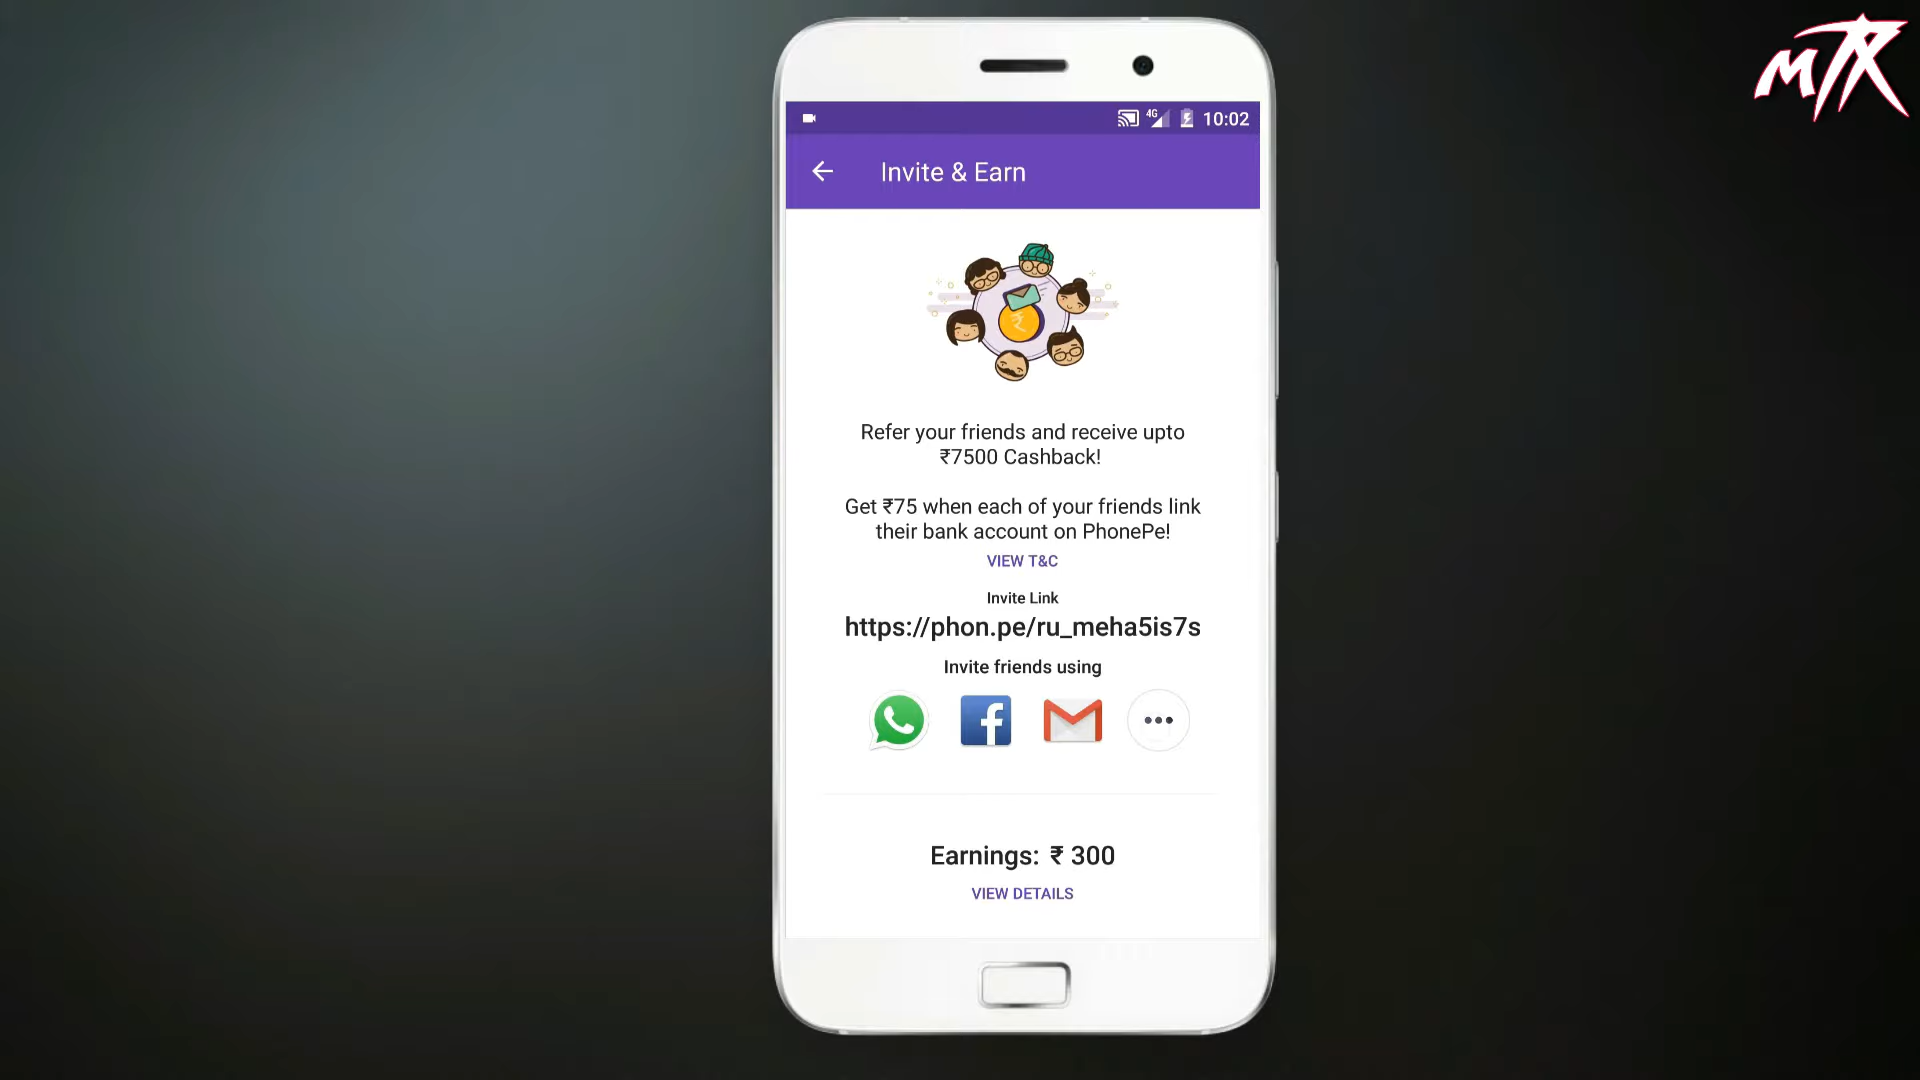 MTR
4G 10:02
Invite & Earn
Refer your friends and receive upto
₹7500 Cashback!
Get ₹75 when each of your friends link
their bank account on PhonePe!
VIEW T&C
Invite Link
https://phon.pe/ru_meha5is7s
Invite friends using
Earnings: ₹ 300
VIEW DETAILS